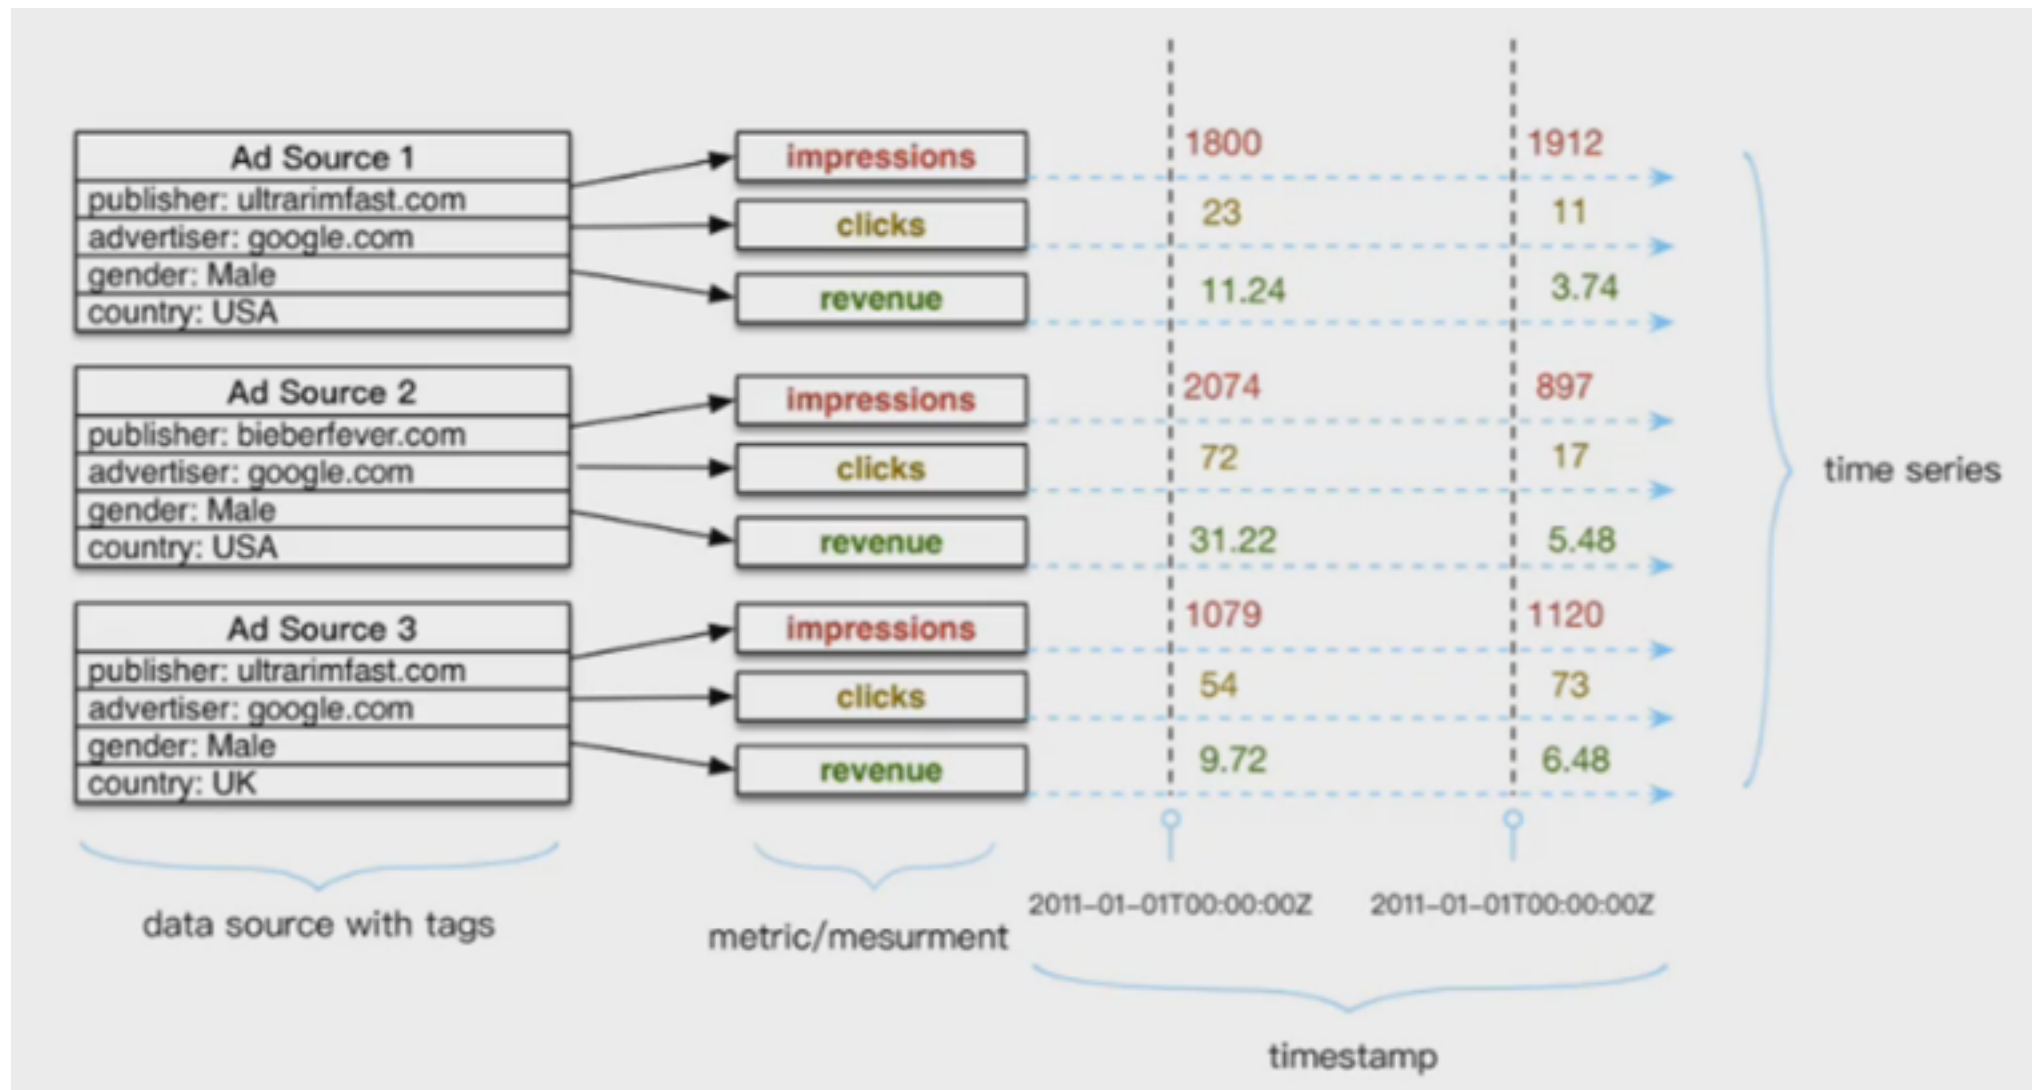 Ad Source 1
publisher: ultrarimfast.com
advertiser: google.com
gender: Male
country: USA
impressions
1800
1912
clicks
23
11
revenue
11.24
3.74
Ad Source 2
publisher: bieberfever.com
advertiser: google.com
gender: Male
country: USA
impressions
2074
897
clicks
72
17
revenue
31.22
5.48
Ad Source 3
publisher: ultrarimfast.com
advertiser: google.com
gender: Male
country: UK
impressions
1079
1120
clicks
54
73
revenue
9.72
6.48
time series
data source with tags
metric/mesurment
2011-01-01T00:00:00Z
2011-01-01T00:00:00Z
timestamp